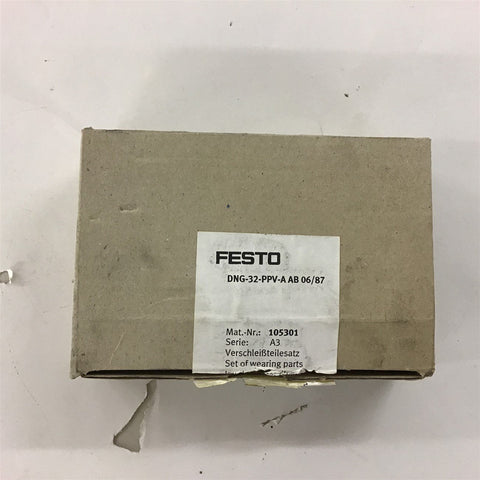 FESTO
DNG-32-PPV-A AB 06/87
Mat.-Nr.: 105301
Serie: A3
Verschleißteilesatz
Set of wearing parts